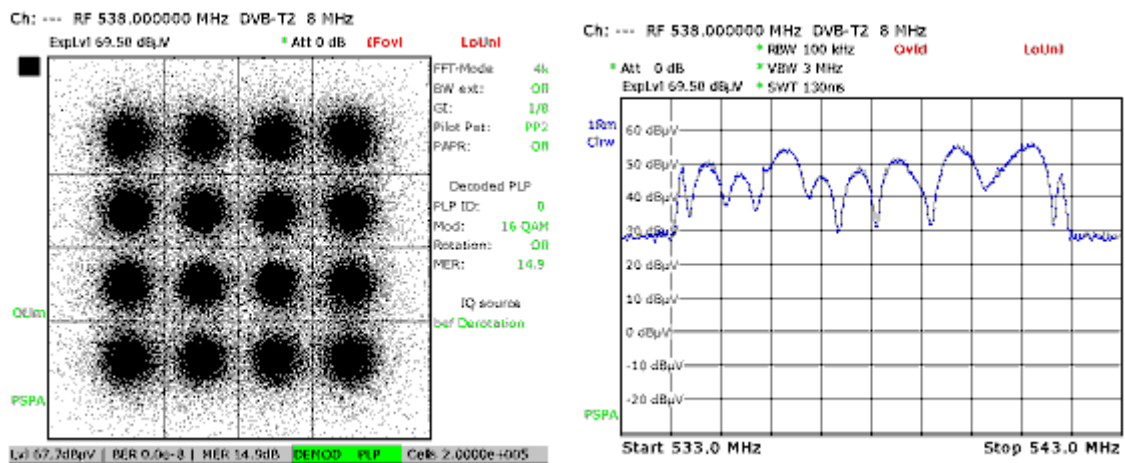 Ch: --- RF 538.000000 MHz DVB-T2 8 MHz
ExpLvl 69.50 dBµV * Att 0 dB LoUnl
FFT-Mode 4k
BW ext: Off
GI: 1/8
Pilot Pat: PP2
PAPR: Off
Decoded PLP
PLP ID: 0
Mod: 16 QAM
Rotation: Off
MER: 14.9
IQ source
bef Derotation
PSPA
Lvl 67.7dBµV | BER 0.0e-8 | MER 14.9dB DEMOD PLP Cells 2.0000e+005
Ch: --- RF 538.000000 MHz DVB-T2 8 MHz
* RBW 100 kHz Ovld LoUnl
* Att 0 dB * VBW 3 MHz
ExpLvl 69.50 dBµV * SWT 130ms
1Rm
Clrw
60 dBµV
50 dBµV
40 dBµV
30 dBµV
20 dBµV
10 dBµV
0 dBµV
-10 dBµV
-20 dBµV
PSPA
Start 533.0 MHz Stop 543.0 MHz